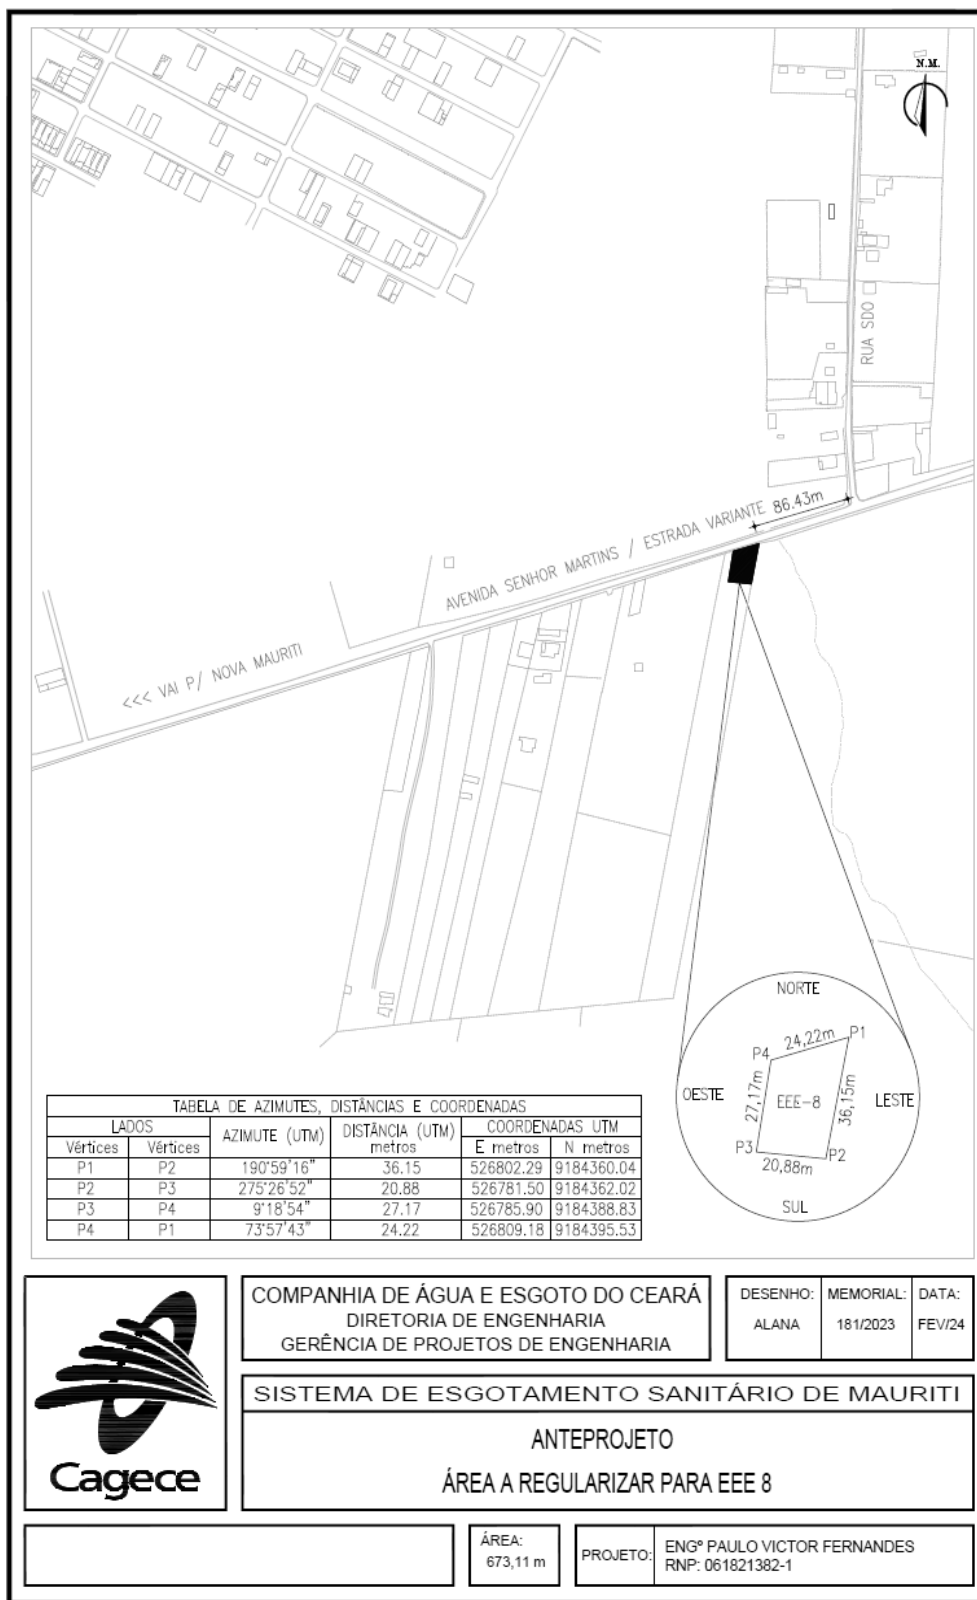 N.M.
RUA SDO
86.43m
AVENIDA SENHOR MARTINS / ESTRADA VARIANTE
<<< VAI P/ NOVA MAURITI
NORTE
P1
24,22m
P4
OESTE
27,17m
EEE-8
36,15m
LESTE
P3
20,88m
P2
SUL
TABELA DE AZIMUTES, DISTÂNCIAS E COORDENADAS
LADOS AZIMUTE (UTM) DISTÂNCIA (UTM) metros COORDENADAS UTM
Vértices Vértices E metros N metros
P1 P2 190°59'16" 36.15 526802.29 9184360.04
P2 P3 275°26'52" 20.88 526781.50 9184362.02
P3 P4 9°18'54" 27.17 526785.90 9184388.83
P4 P1 73°57'43" 24.22 526809.18 9184395.53
Cagece
COMPANHIA DE ÁGUA E ESGOTO DO CEARÁ
DIRETORIA DE ENGENHARIA
GERÊNCIA DE PROJETOS DE ENGENHARIA
DESENHO: MEMORIAL: DATA:
ALANA 181/2023 FEV/24
SISTEMA DE ESGOTAMENTO SANITÁRIO DE MAURITI
ANTEPROJETO
ÁREA A REGULARIZAR PARA EEE 8
ÁREA:
673,11 m
PROJETO:
ENGº PAULO VICTOR FERNANDES
RNP: 061821382-1